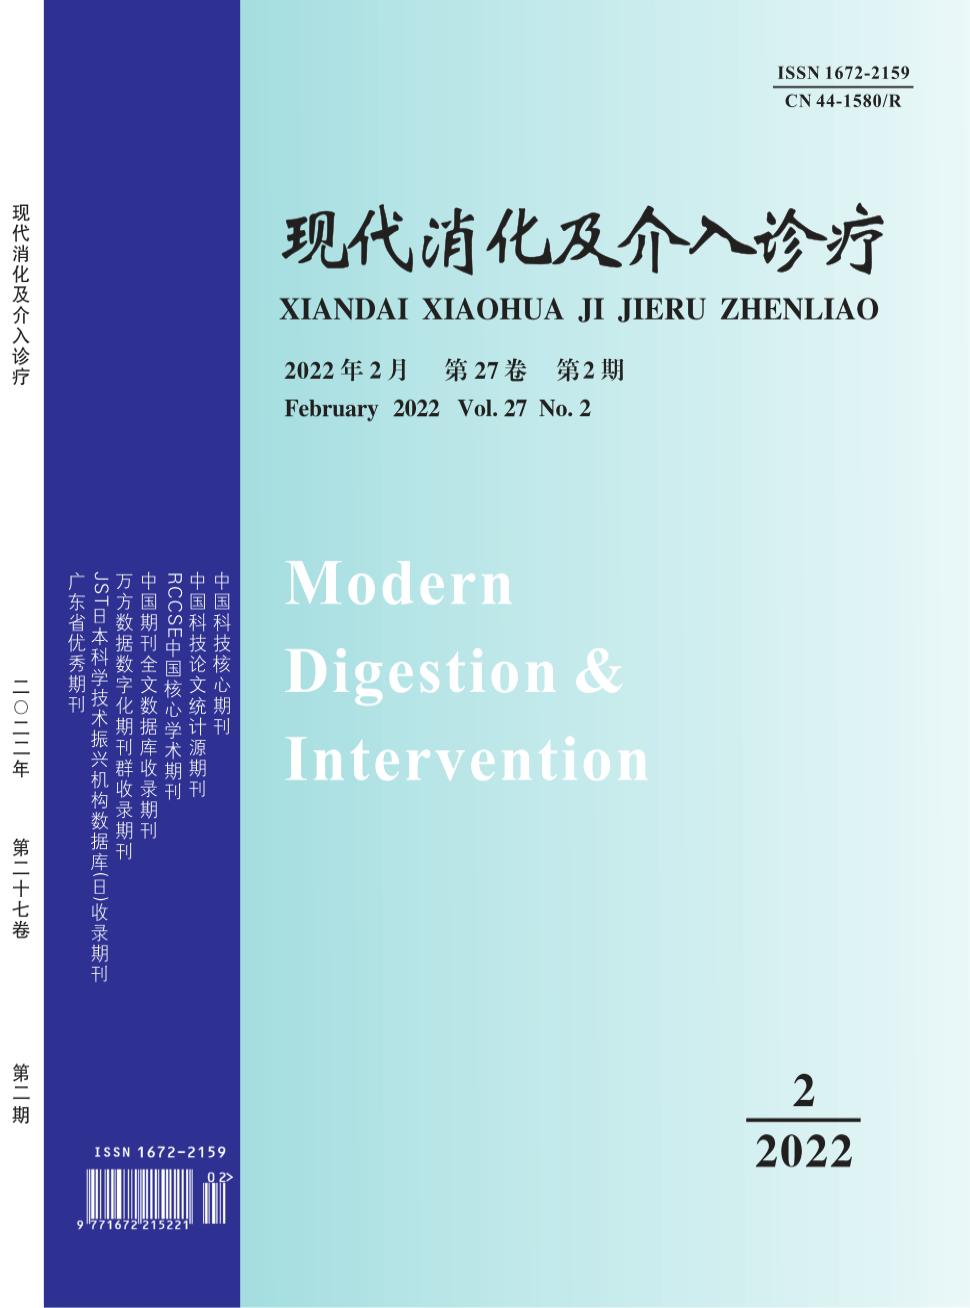 ISSN 1672-2159
CN 44-1580/R
现代消化及介入诊疗
XIANDAI XIAOHUA JI JIERU ZHENLIAO
2022年2月 第27卷 第2期
February 2022 Vol. 27 No. 2
Modern
Digestion &
Intervention
2
2022
中国科技核心期刊
中国科技论文统计源期刊
RCCSE中国核心学术期刊
中国期刊全文数据库收录期刊
万方数据数字化期刊群收录期刊
JST日本科学技术振兴机构数据库(日)收录期刊
广东省优秀期刊
ISSN 1672-2159
02>
9 771672 215221
现代消化及介入诊疗 二〇二二年 第二十七卷 第二期